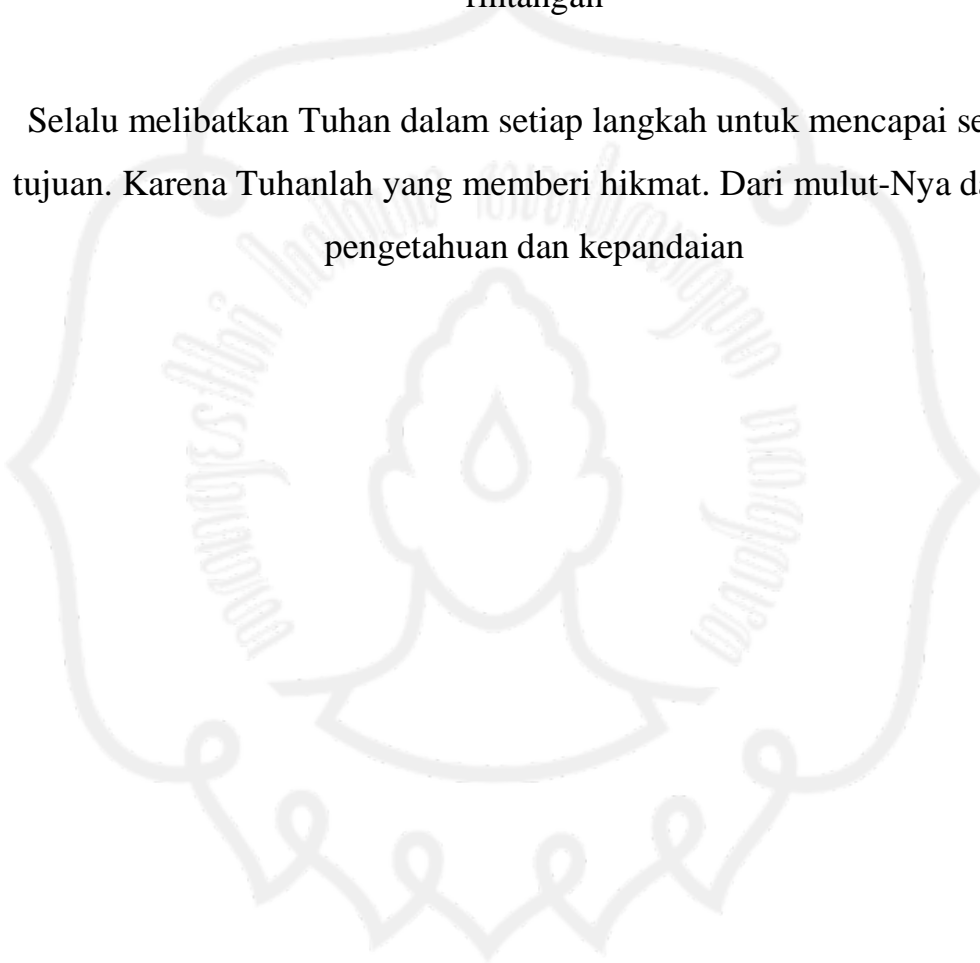 Selalu melibatkan Tuhan dalam setiap langkah untuk mencapai se
tujuan. Karena Tuhanlah yang memberi hikmat. Dari mulut-Nya da
pengetahuan dan kepandaian